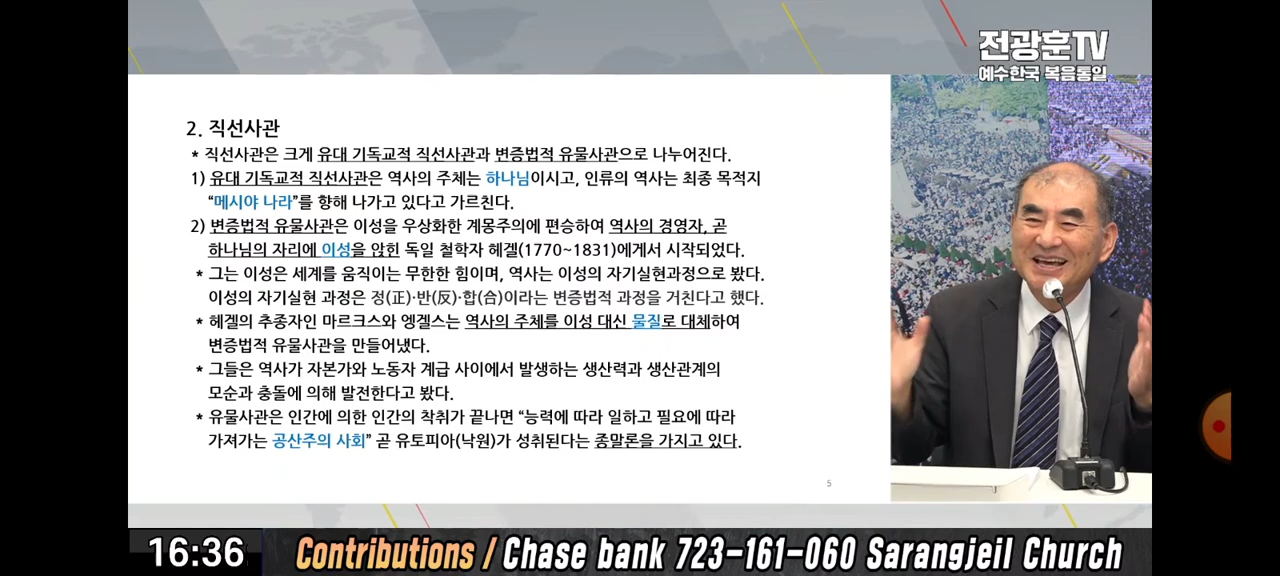 전광훈TV
예수한국 복음통일
2. 직선사관
* 직선사관은 크게 유대 기독교적 직선사관과 변증법적 유물사관으로 나누어진다.
1) 유대 기독교적 직선사관은 역사의 주체는 하나님이시고, 인류의 역사는 최종 목적지
“메시야 나라”를 향해 나가고 있다고 가르친다.
2) 변증법적 유물사관은 이성을 우상화한 계몽주의에 편승하여 역사의 경영자, 곧
하나님의 자리에 이성을 앉힌 독일 철학자 헤겔(1770~1831)에게서 시작되었다.
* 그는 이성은 세계를 움직이는 무한한 힘이며, 역사는 이성의 자기실현과정으로 봤다.
이성의 자기실현 과정은 정(正)·반(反)·합(合)이라는 변증법적 과정을 거친다고 했다.
* 헤겔의 추종자인 마르크스와 엥겔스는 역사의 주체를 이성 대신 물질로 대체하여
변증법적 유물사관을 만들어냈다.
* 그들은 역사가 자본가와 노동자 계급 사이에서 발생하는 생산력과 생산관계의
모순과 충돌에 의해 발전한다고 봤다.
* 유물사관은 인간에 의한 인간의 착취가 끝나면 “능력에 따라 일하고 필요에 따라
가져가는 공산주의 사회” 곧 유토피아(낙원)가 성취된다는 종말론을 가지고 있다.
5
16:36 Contributions / Chase bank 723-161-060 Sarangjeil Church